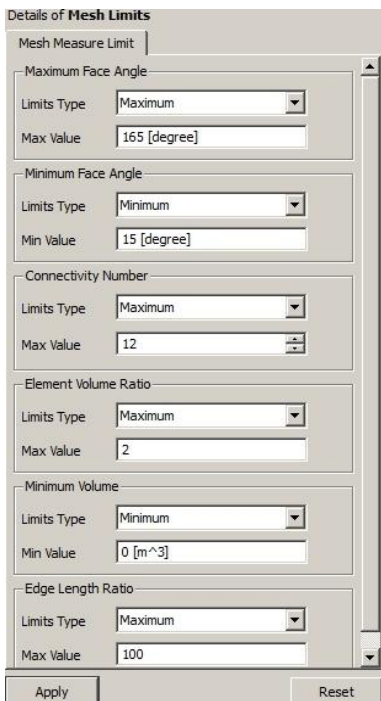 Details of Mesh Limits
Mesh Measure Limit
Maximum Face Angle
Limits Type Maximum
Max Value 165 [degree]
Minimum Face Angle
Limits Type Minimum
Min Value 15 [degree]
Connectivity Number
Limits Type Maximum
Max Value 12
Element Volume Ratio
Limits Type Maximum
Max Value 2
Minimum Volume
Limits Type Minimum
Min Value 0 [m^3]
Edge Length Ratio
Limits Type Maximum
Max Value 100
Apply Reset